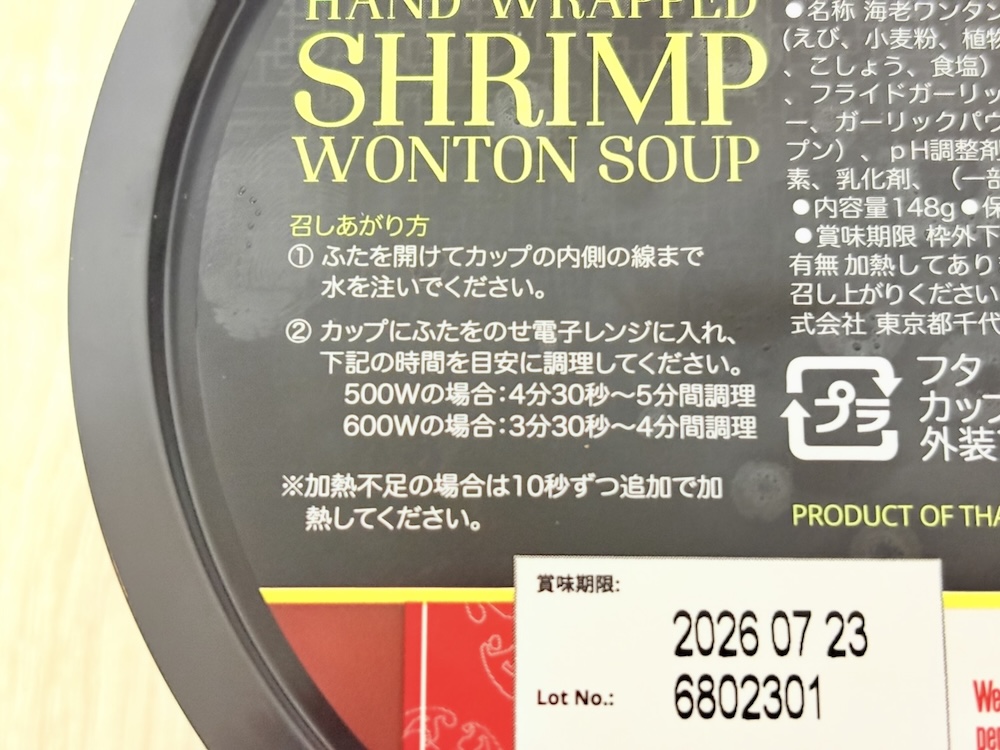 HAND WRAPPED
SHRIMP
WONTON SOUP
召しあがり方
① ふたを開けてカップの内側の線まで
水を注いでください。
② カップにふたをのせ電子レンジに入れ、
下記の時間を目安に調理してください。
500Wの場合：4分30秒～5分間調理
600Wの場合：3分30秒～4分間調理
※加熱不足の場合は10秒ずつ追加で加
熱してください。
●名称 海老ワンタン
(えび、小麦粉、植物
、こしょう、食塩)
、フライドガーリッ
ー、ガーリックパウ
プン）、ｐH調整剤
素、乳化剤、（一部
●内容量148g ●保
●賞味期限 枠外下
有無 加熱してあり
召し上がりください
式会社 東京都千代
プラ
フタ
カップ
外装
PRODUCT OF THA
賞味期限:
2026 07 23
Lot No.: 6802301
We